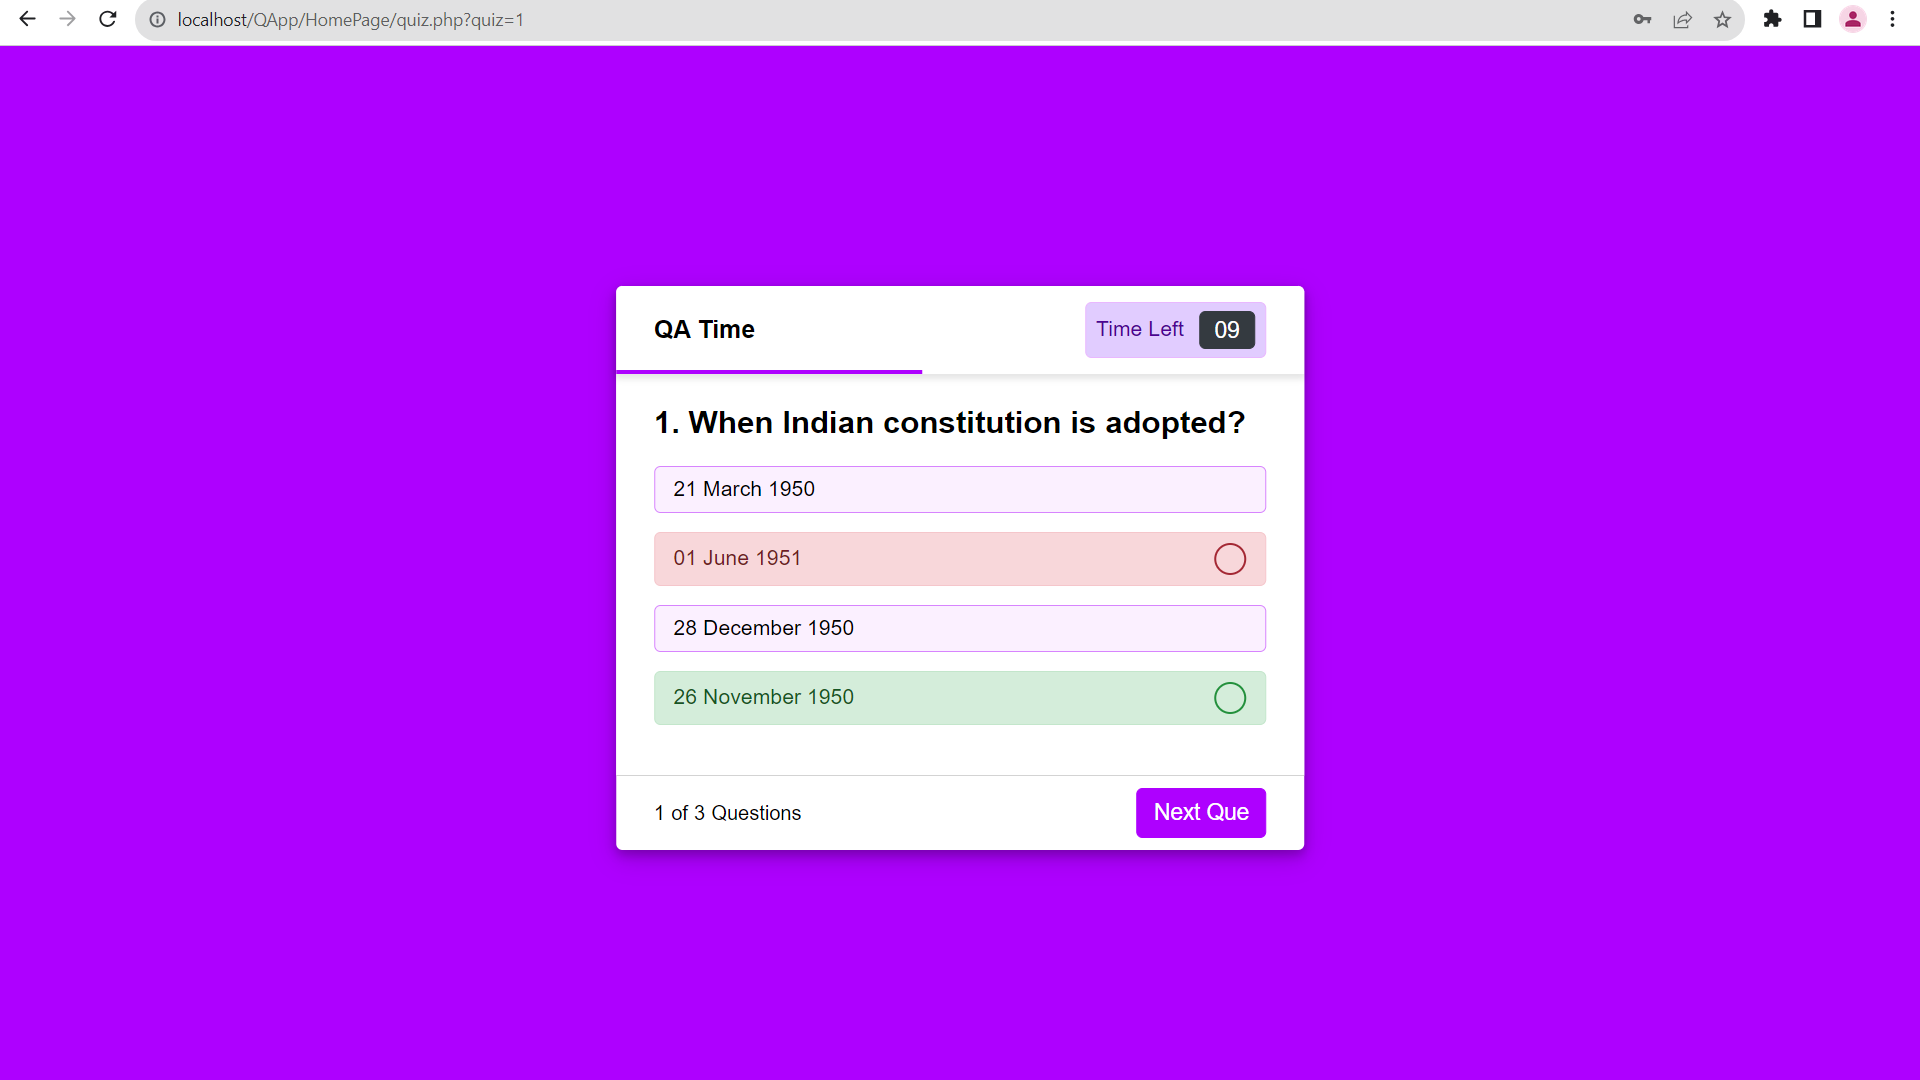 localhost/QApp/HomePage/quiz.php?quiz=1
QA Time
Time Left 09
1. When Indian constitution is adopted?
21 March 1950
01 June 1951
28 December 1950
26 November 1950
1 of 3 Questions
Next Que